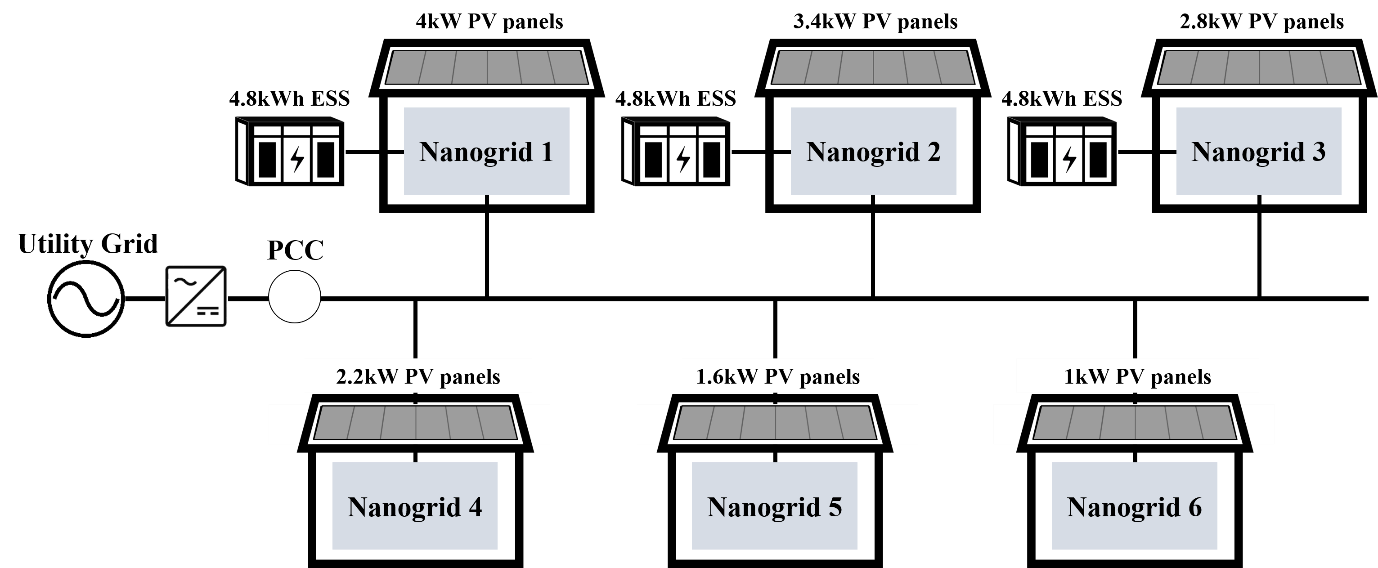 4kW PV panels
3.4kW PV panels
2.8kW PV panels
4.8kWh ESS
4.8kWh ESS
4.8kWh ESS
Nanogrid 1
Nanogrid 2
Nanogrid 3
Utility Grid
PCC
2.2kW PV panels
1.6kW PV panels
1kW PV panels
Nanogrid 4
Nanogrid 5
Nanogrid 6